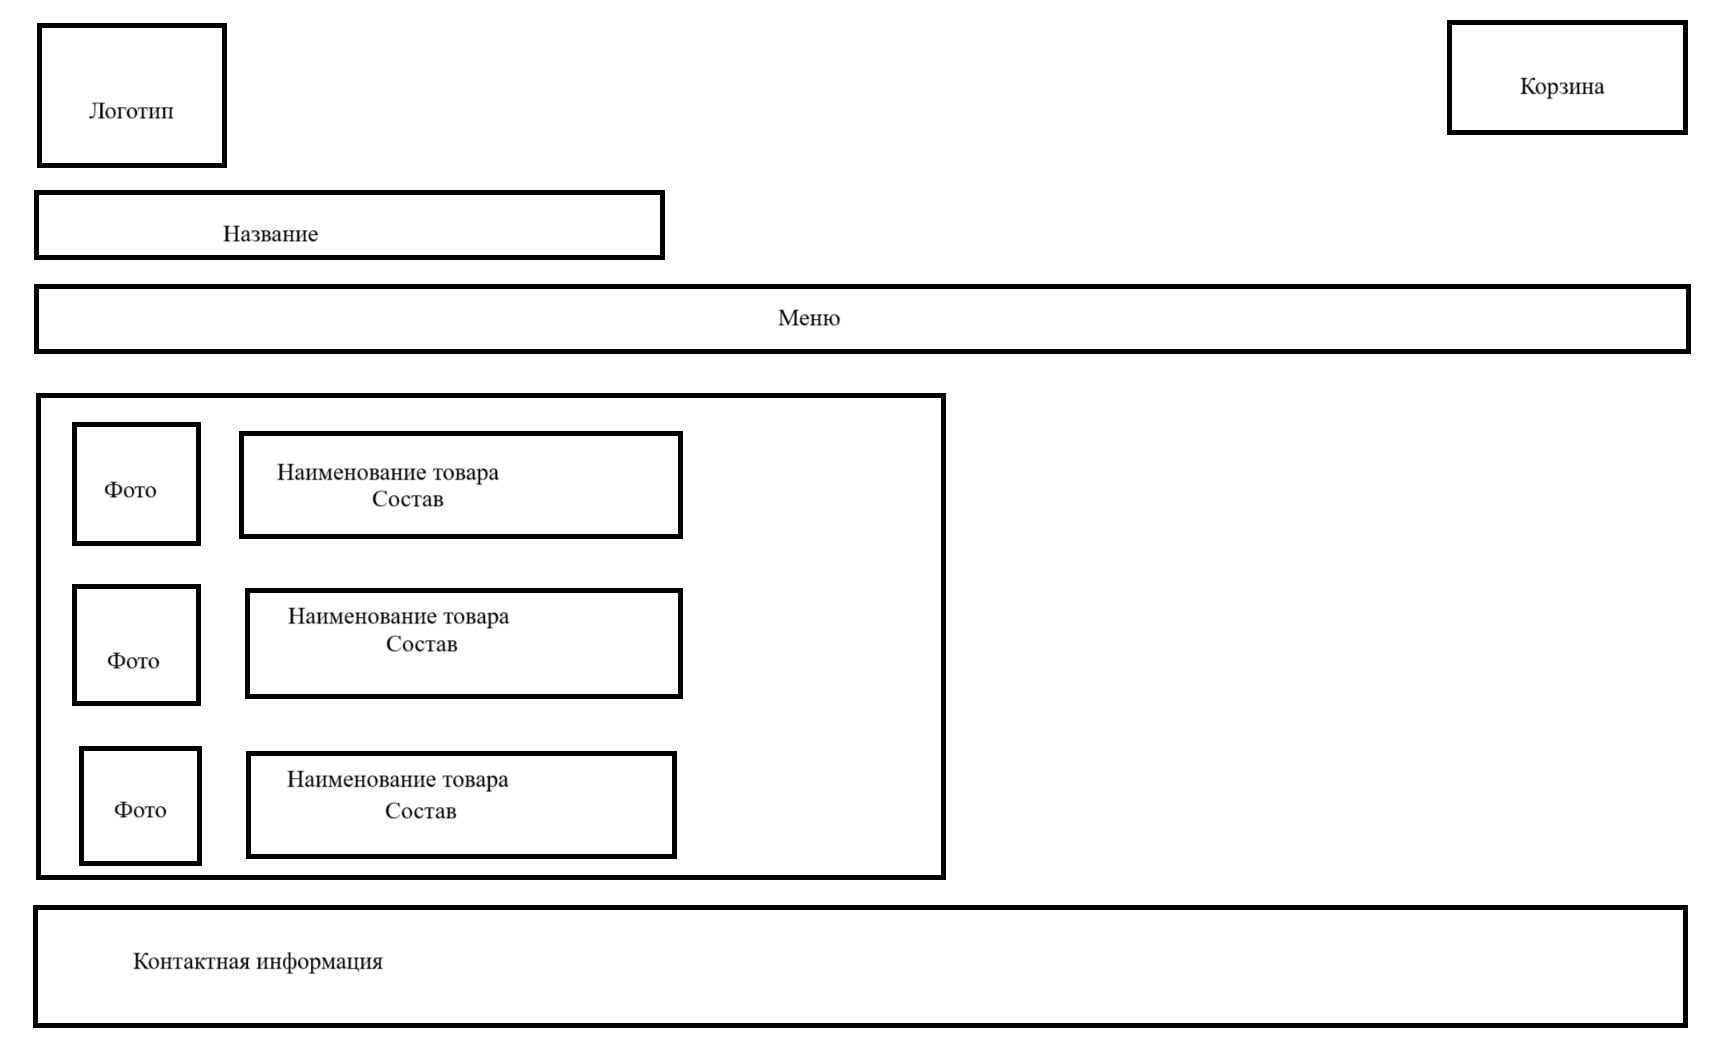 Логотип
Корзина
Название
Меню
Фото
Наименование товара
Состав
Фото
Наименование товара
Состав
Фото
Наименование товара
Состав
Контактная информация